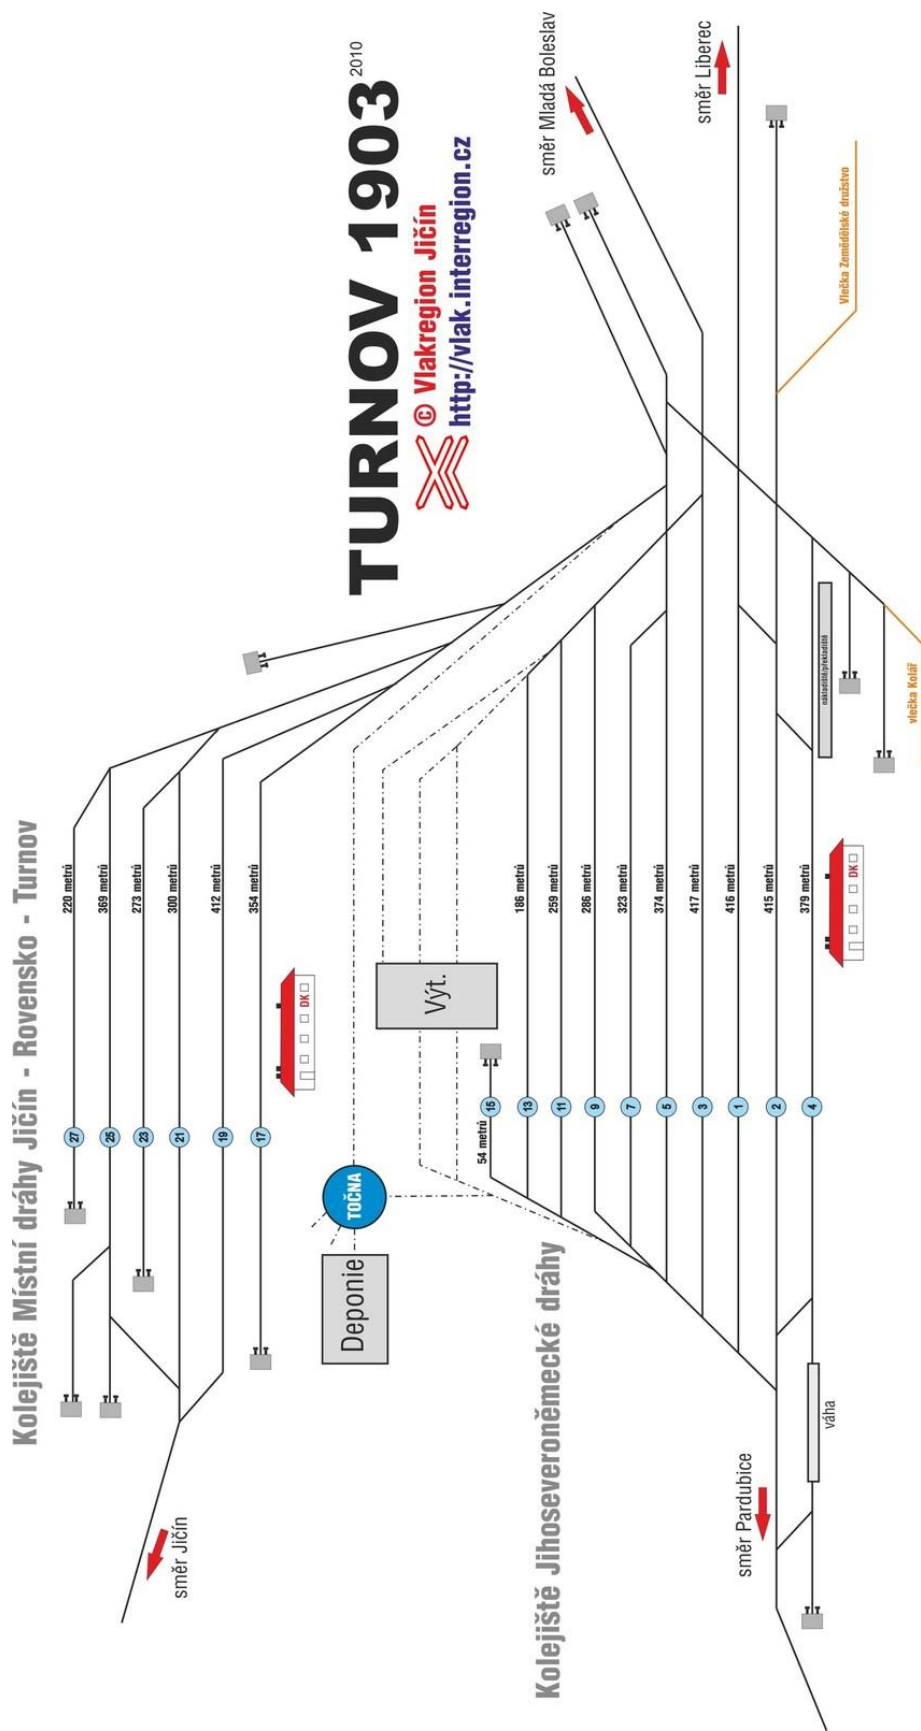 Kolejiště Místní dráhy Jičín - Rovensko - Turnov
TURNOV 1903
2010
© Vlakregion Jičín
http://vlak.interregion.cz
směr Jičín
27
220 metrů
25
369 metrů
23
273 metrů
21
300 metrů
19
412 metrů
17
354 metrů
DK
TOČNA
Deponie
Výt.
Kolejiště Jihoseveroněmecké dráhy
54 metrů
15
13
186 metrů
11
259 metrů
9
286 metrů
7
323 metrů
5
374 metrů
3
417 metrů
1
416 metrů
2
415 metrů
4
379 metrů
směr Mladá Boleslav
směr Liberec
směr Pardubice
váha
DK
nákladiště/překladiště
Vlečka Zemědělské družstvo
vlečka Kolář